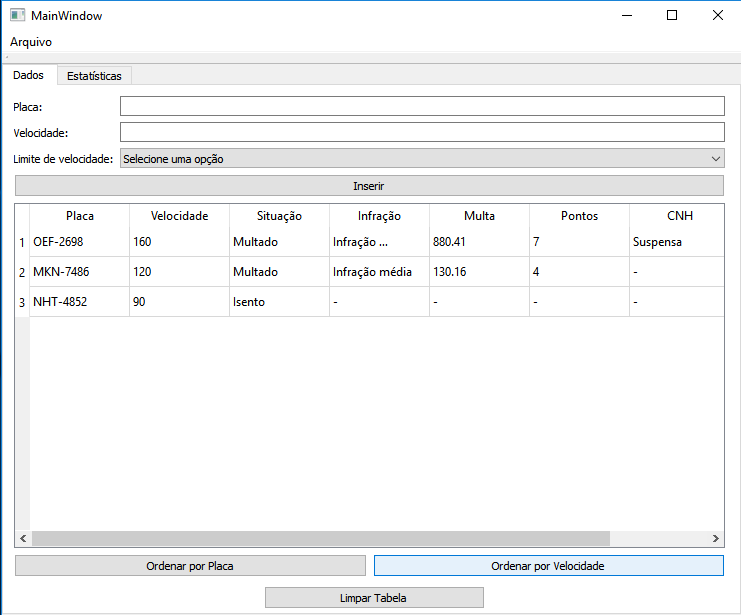 MainWindow
Arquivo
Dados Estatísticas
Placa:
Velocidade:
Limite de velocidade: Selecione uma opção
Inserir
Placa Velocidade Situação Infração Multa Pontos CNH
1 OEF-2698 160 Multado Infração ... 880.41 7 Suspensa
2 MKN-7486 120 Multado Infração média 130.16 4 -
3 NHT-4852 90 Isento - - - -
Ordenar por Placa Ordenar por Velocidade
Limpar Tabela